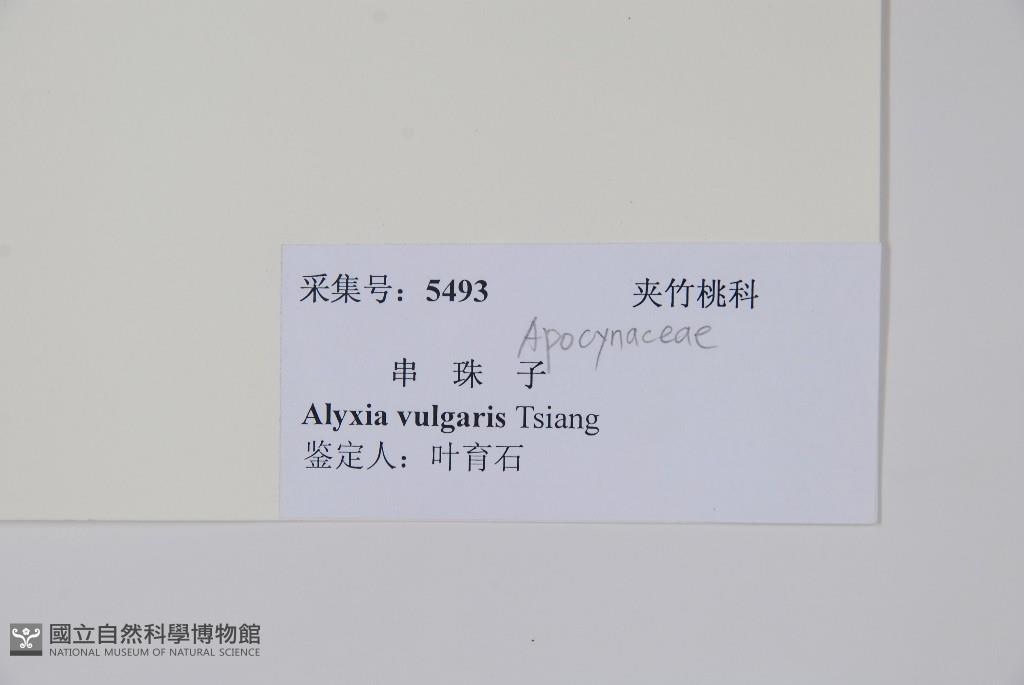 采集号：5493 夹竹桃科
Apocynaceae
串 珠 子
Alyxia vulgaris Tsiang
鉴定人：叶育石
國立自然科學博物館
NATIONAL MUSEUM OF NATURAL SCIENCE